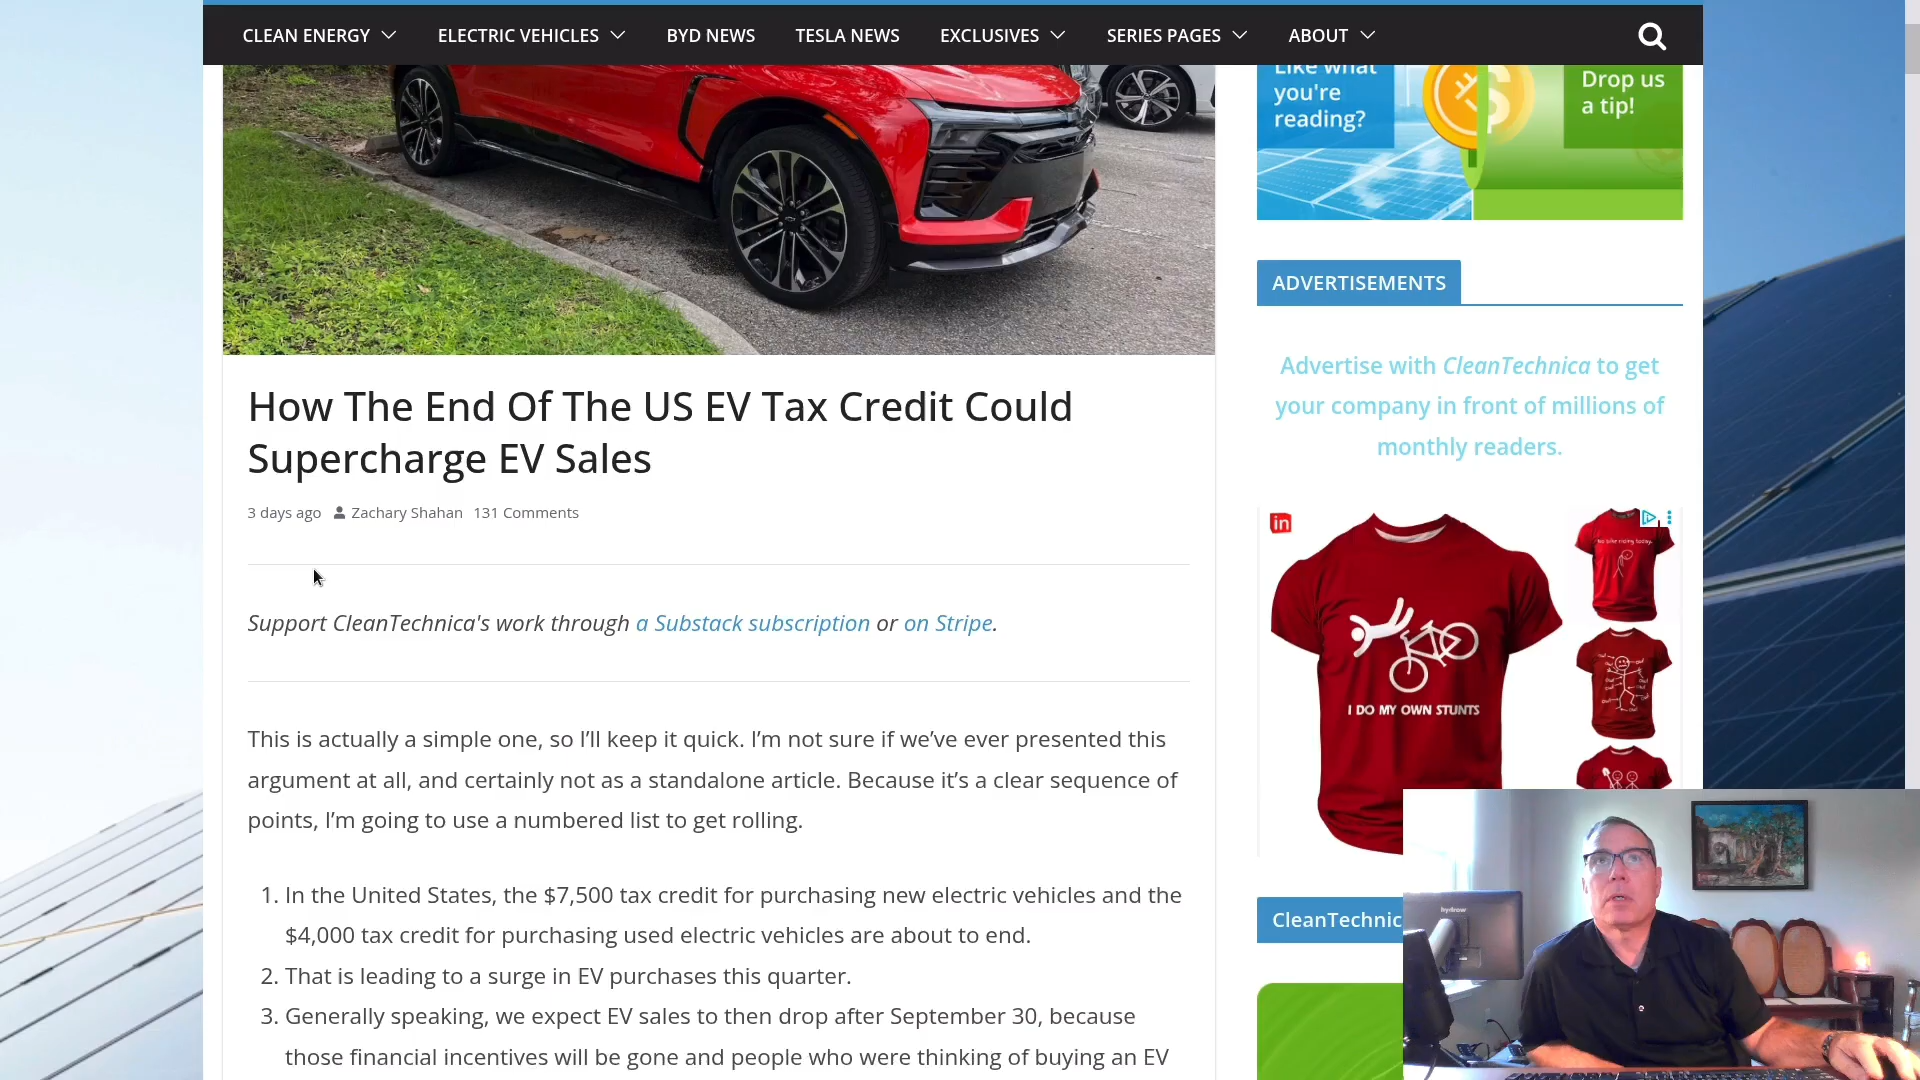 CLEAN ENERGY ELECTRIC VEHICLES BYD NEWS TESLA NEWS EXCLUSIVES SERIES PAGES ABOUT
Like what
you're
reading?
Drop us
a tip!
ADVERTISEMENTS
Advertise with CleanTechnica to get
your company in front of millions of
monthly readers.
How The End Of The US EV Tax Credit Could
Supercharge EV Sales
3 days ago Zachary Shahan 131 Comments
Support CleanTechnica's work through a Substack subscription or on Stripe.
This is actually a simple one, so I’ll keep it quick. I’m not sure if we’ve ever presented this
argument at all, and certainly not as a standalone article. Because it’s a clear sequence of
points, I’m going to use a numbered list to get rolling.
1. In the United States, the $7,500 tax credit for purchasing new electric vehicles and the
$4,000 tax credit for purchasing used electric vehicles are about to end.
2. That is leading to a surge in EV purchases this quarter.
3. Generally speaking, we expect EV sales to then drop after September 30, because
those financial incentives will be gone and people who were thinking of buying an EV
in
I DO MY OWN STUNTS
bike riding today.
CleanTechnic
hydrow